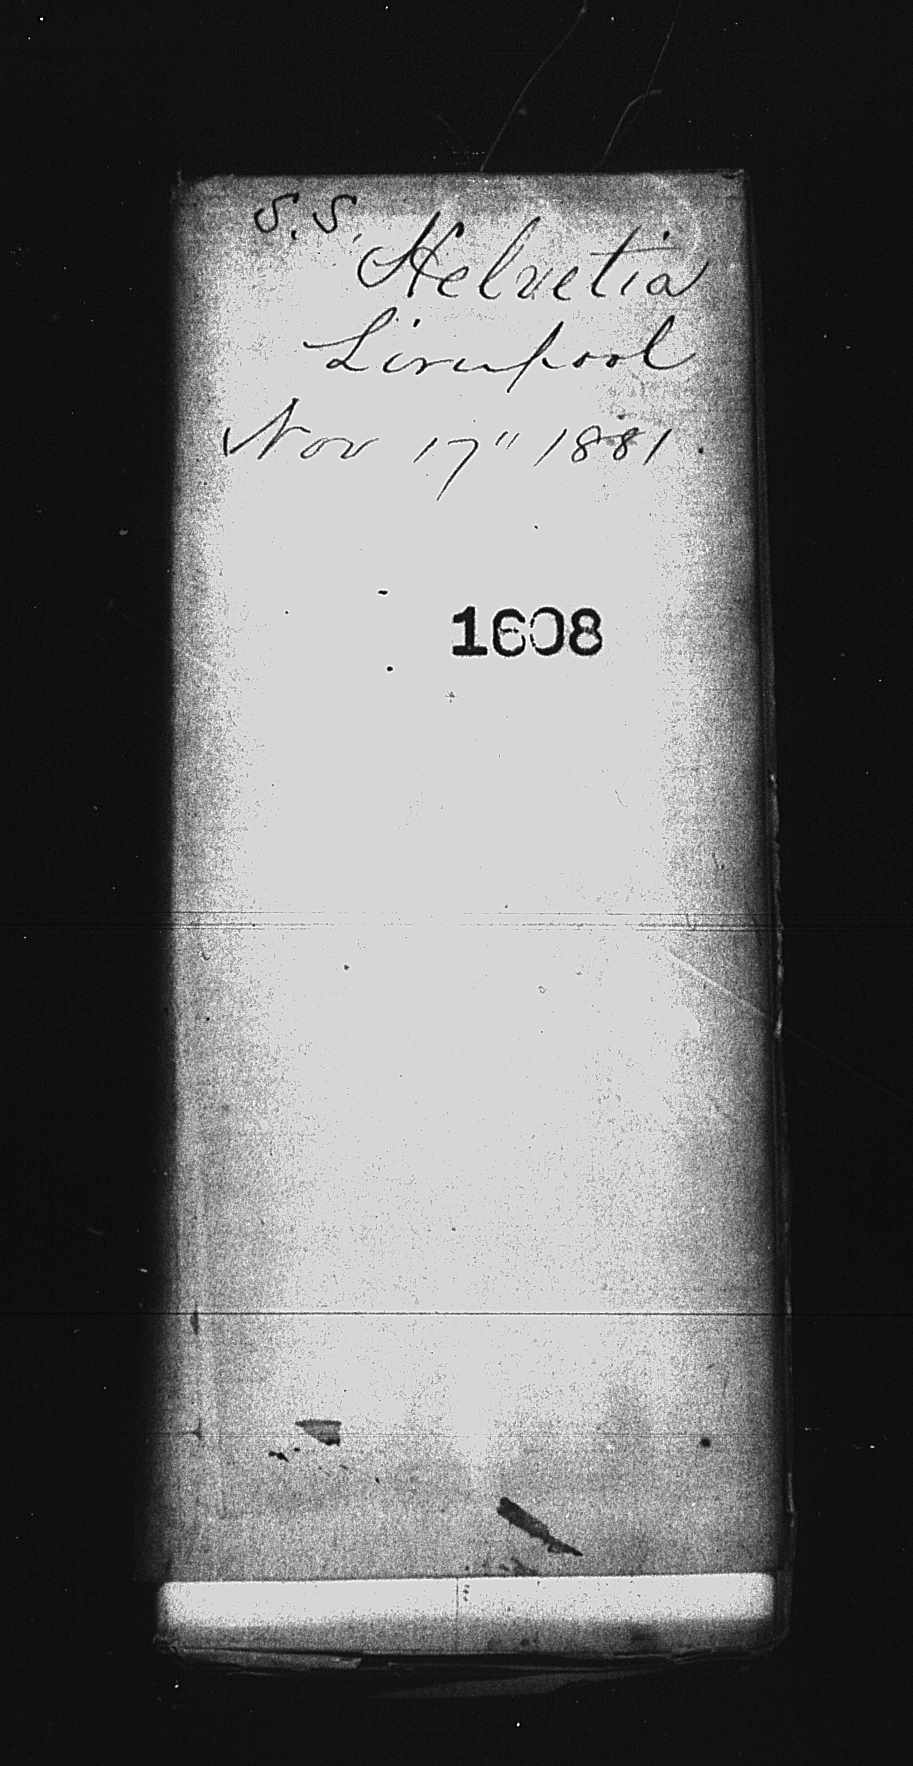 S.S.
Helvetia
Liverpool
Nov 17" 1881.
1608